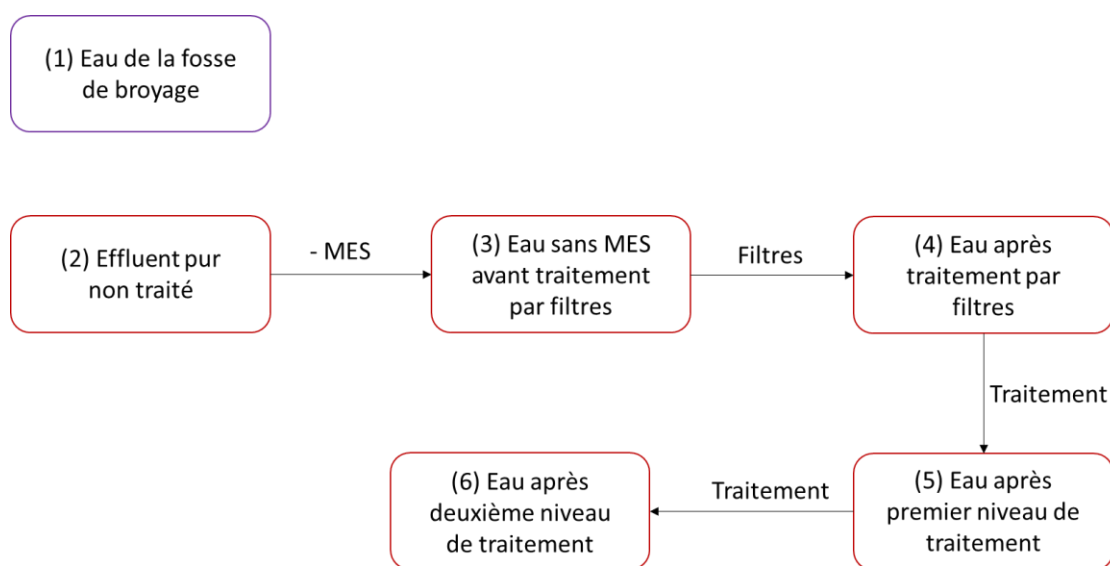 (1) Eau de la fosse
de broyage
(2) Effluent pur
non traité
- MES
(3) Eau sans MES
avant traitement
par filtres
Filtres
(4) Eau après
traitement par
filtres
Traitement
(5) Eau après
premier niveau de
traitement
Traitement
(6) Eau après
deuxième niveau
de traitement